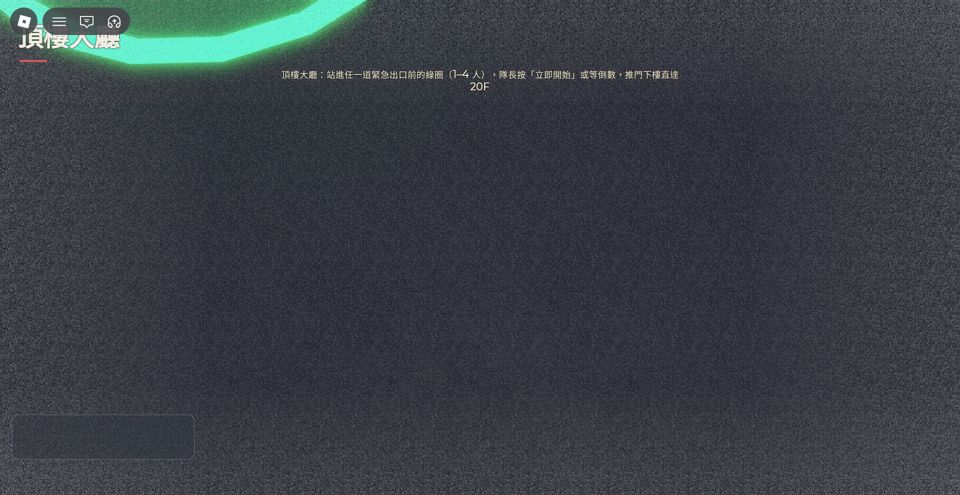 頂樓大廳
頂樓大廳：站進任一道緊急出口前的綠圈（1–4 人），隊長按「立即開始」或等倒數，推門下樓直達
20F